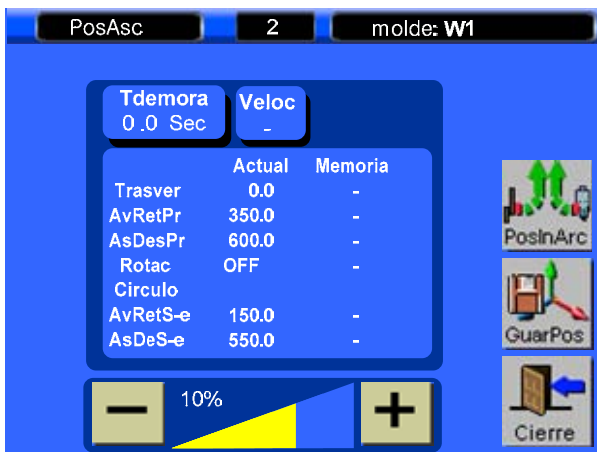 PosAsc 2 molde: W1
Tdemora Veloc
0.0 Sec -
Actual Memoria
Trasver 0.0 -
AvRetPr 350.0 -
AsDesPr 600.0 -
Rotac OFF -
Circulo
AvRetS-e 150.0 -
AsDeS-e 550.0 -
PosInArc
GuarPos
Cierre
− 10% +